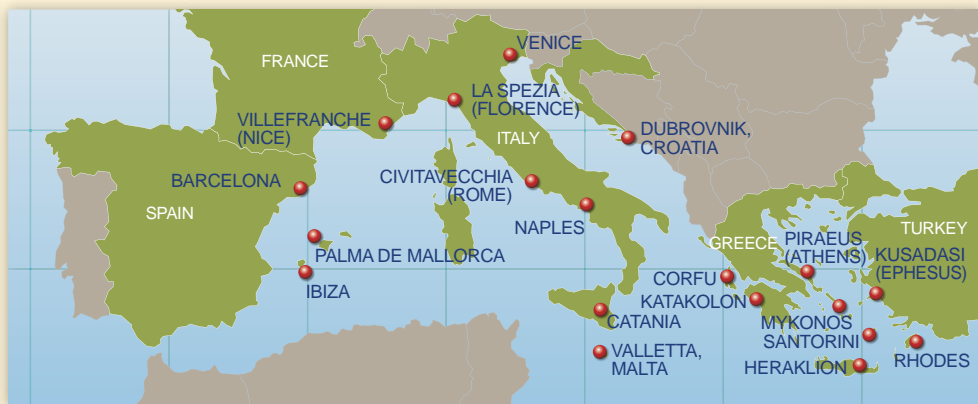 VENICE
FRANCE
LA SPEZIA
(FLORENCE)
VILLEFRANCHE
(NICE)
ITALY
DUBROVNIK,
CROATIA
BARCELONA
CIVITAVECCHIA
(ROME)
SPAIN
NAPLES
TURKEY
GREECE
PIRAEUS
(ATHENS)
KUSADASI
(EPHESUS)
PALMA DE MALLORCA
CORFU
IBIZA
KATAKOLON
CATANIA
MYKONOS
SANTORINI
VALLETTA,
MALTA
HERAKLION
RHODES